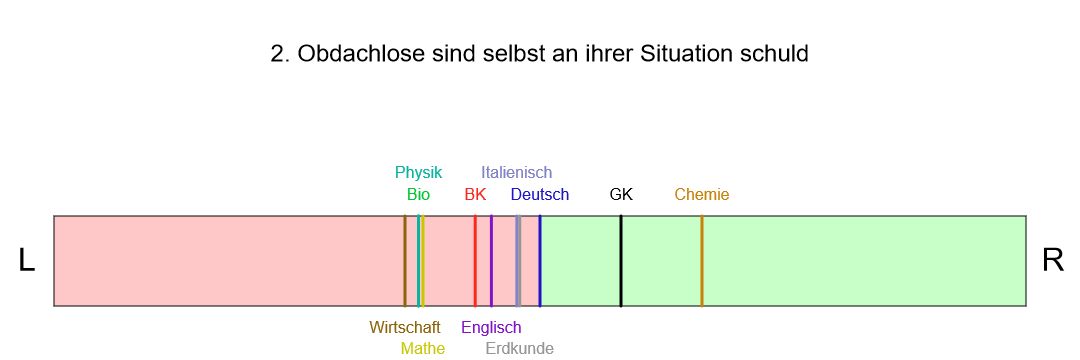 2. Obdachlose sind selbst an ihrer Situation schuld
Physik Italienisch
Bio BK Deutsch GK Chemie
L R
Wirtschaft Englisch
Mathe Erdkunde